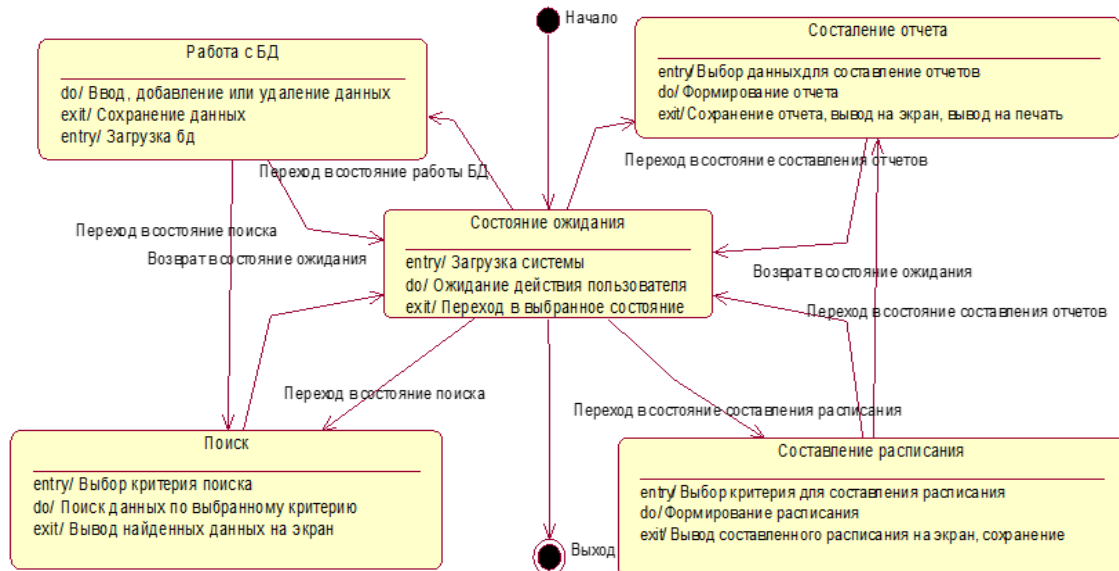 Начало
Работа с БД
do/ Ввод, добавление или удаление данных
exit/ Сохранение данных
entry/ Загрузка бд
Состаление отчета
entry/ Выбор данных для составление отчетов
do/ Формирование отчета
exit/ Сохранение отчета, вывод на экран, вывод на печать
Переход в состояние работы БД
Переход в состояние составления отчетов
Состояние ожидания
entry/ Загрузка системы
do/ Ожидание действия пользователя
exit/ Переход в выбранное состояние
Переход в состояние поиска
Возврат в состояние ожидания
Возврат в состояние ожидания
Переход в состояние составления отчетов
Переход в состояние поиска
Переход в состояние составления расписания
Поиск
entry/ Выбор критерия поиска
do/ Поиск данных по выбранному критерию
exit/ Вывод найденных данных на экран
Составление расписания
entry/ Выбор критерия для составления расписания
do/ Формирование расписания
exit/ Вывод составленного расписания на экран, сохранение
Выход